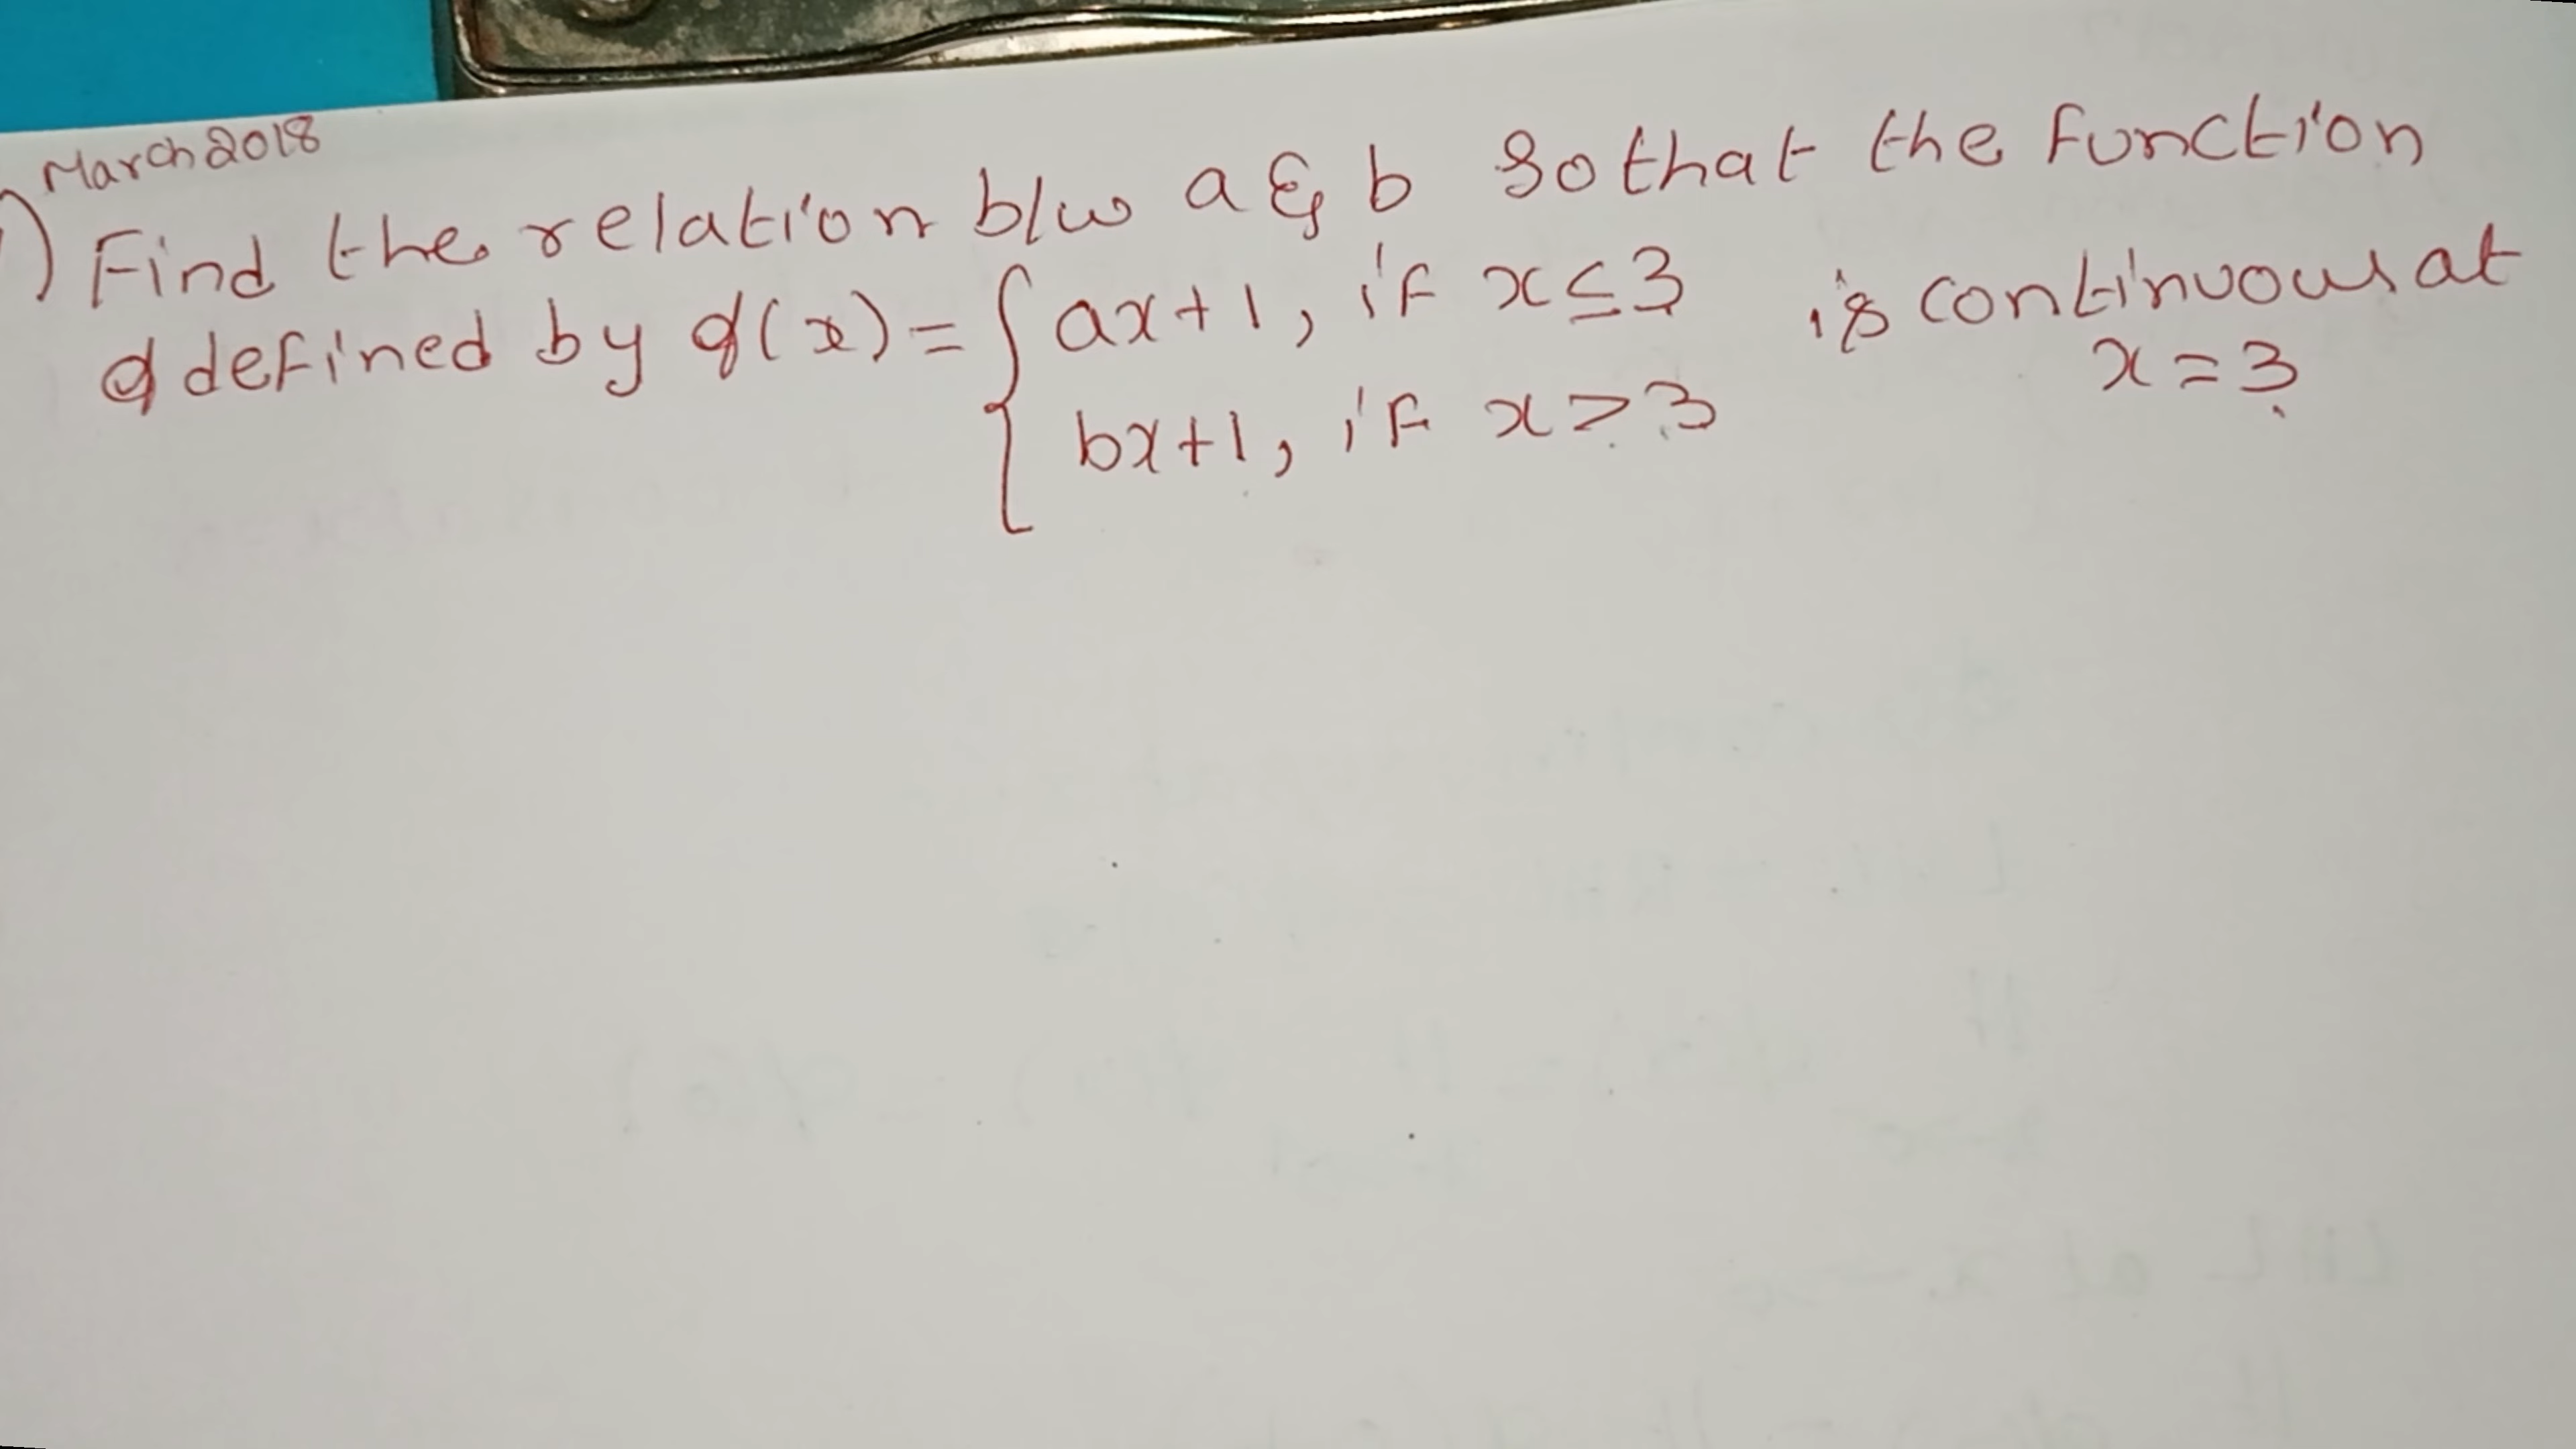 March 2018
1) Find the relation b/w a & b so that the function
f defined by f(x) = { ax+1, if x ≤ 3 is continuous at
x = 3
bx+1, if x > 3